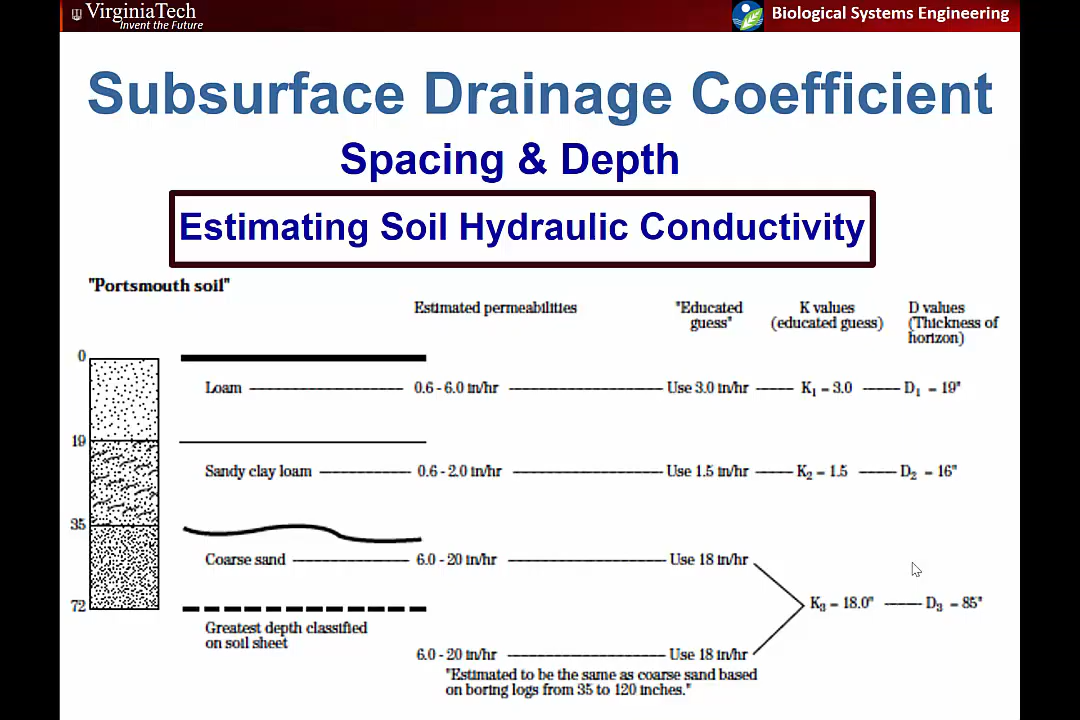 VirginiaTech
Invent the Future
Biological Systems Engineering
Subsurface Drainage Coefficient
Spacing & Depth
Estimating Soil Hydraulic Conductivity
"Portsmouth soil"
Estimated permeabilities
"Educated guess"
K values (educated guess)
D values (Thickness of horizon)
0
Loam 0.6 - 6.0 in/hr Use 3.0 in/hr K1 = 3.0 D1 = 19"
19
Sandy clay loam 0.6 - 2.0 in/hr Use 1.5 in/hr K2 = 1.5 D2 = 16"
35
Coarse sand 6.0 - 20 in/hr Use 18 in/hr
72
K3 = 18.0" D3 = 85"
Greatest depth classified
on soil sheet
6.0 - 20 in/hr Use 18 in/hr
"Estimated to be the same as coarse sand based
on boring logs from 35 to 120 inches."